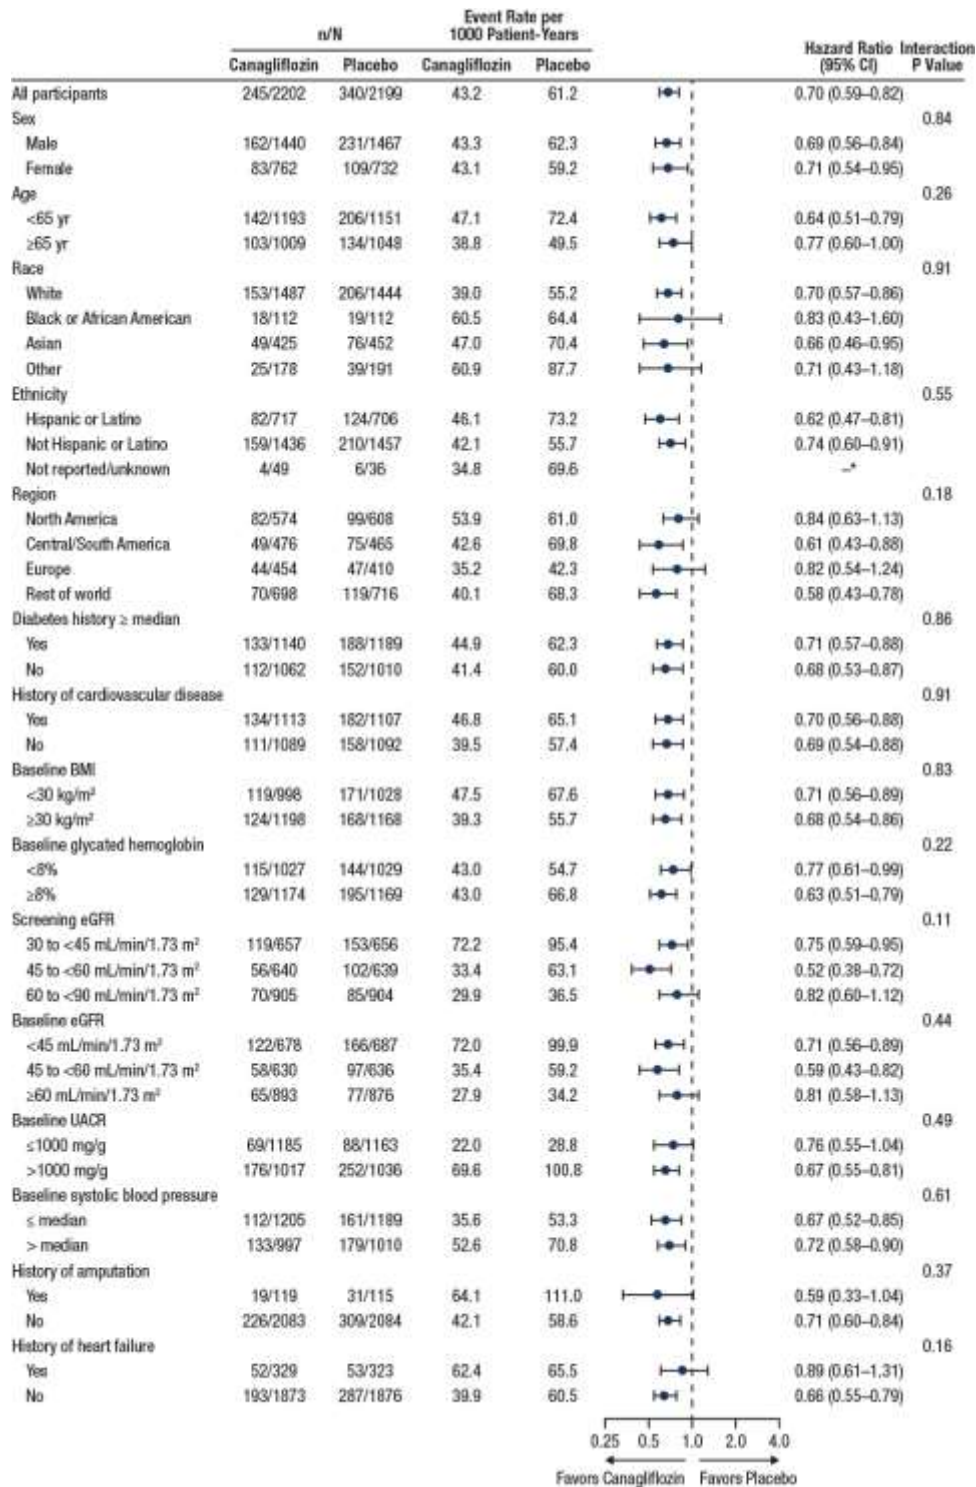 n/N Event Rate per 1000 Patient-Years
Canagliflozin Placebo Canagliflozin Placebo Hazard Ratio (95% CI) Interaction P Value
All participants 245/2202 340/2199 43.2 61.2 0.70 (0.59–0.82)
Sex 0.84
Male 162/1440 231/1467 43.3 62.3 0.69 (0.56–0.84)
Female 83/762 109/732 43.1 59.2 0.71 (0.54–0.95)
Age 0.26
<65 yr 142/1193 206/1151 47.1 72.4 0.64 (0.51–0.79)
≥65 yr 103/1009 134/1048 38.8 49.5 0.77 (0.60–1.00)
Race 0.91
White 153/1487 206/1444 39.0 55.2 0.70 (0.57–0.86)
Black or African American 18/112 19/112 60.5 64.4 0.83 (0.43–1.60)
Asian 49/425 76/452 47.0 70.4 0.66 (0.46–0.95)
Other 25/178 39/191 60.9 87.7 0.71 (0.43–1.18)
Ethnicity 0.55
Hispanic or Latino 82/717 124/706 46.1 73.2 0.62 (0.47–0.81)
Not Hispanic or Latino 159/1436 210/1457 42.1 55.7 0.74 (0.60–0.91)
Not reported/unknown 4/49 6/36 34.8 69.6 –*
Region 0.18
North America 82/574 99/608 53.9 61.0 0.84 (0.63–1.13)
Central/South America 49/476 75/465 42.6 69.8 0.61 (0.43–0.88)
Europe 44/454 47/410 35.2 42.3 0.82 (0.54–1.24)
Rest of world 70/698 119/716 40.1 68.3 0.58 (0.43–0.78)
Diabetes history ≥ median 0.86
Yes 133/1140 188/1189 44.9 62.3 0.71 (0.57–0.88)
No 112/1062 152/1010 41.4 60.0 0.68 (0.53–0.87)
History of cardiovascular disease 0.91
Yes 134/1113 182/1107 46.8 65.1 0.70 (0.56–0.88)
No 111/1089 158/1092 39.5 57.4 0.69 (0.54–0.88)
Baseline BMI 0.83
<30 kg/m² 119/998 171/1028 47.5 67.6 0.71 (0.56–0.89)
≥30 kg/m² 124/1198 168/1168 39.3 55.7 0.68 (0.54–0.86)
Baseline glycated hemoglobin 0.22
<8% 115/1027 144/1029 43.0 54.7 0.77 (0.61–0.99)
≥8% 129/1174 195/1169 43.0 66.8 0.63 (0.51–0.79)
Screening eGFR 0.11
30 to <45 mL/min/1.73 m² 119/657 153/656 72.2 95.4 0.75 (0.59–0.95)
45 to <60 mL/min/1.73 m² 56/640 102/639 33.4 63.1 0.52 (0.38–0.72)
60 to <90 mL/min/1.73 m² 70/905 85/904 29.9 36.5 0.82 (0.60–1.12)
Baseline eGFR 0.44
<45 mL/min/1.73 m² 122/678 166/687 72.0 99.9 0.71 (0.56–0.89)
45 to <60 mL/min/1.73 m² 58/630 97/636 35.4 59.2 0.59 (0.43–0.82)
≥60 mL/min/1.73 m² 65/893 77/876 27.9 34.2 0.81 (0.58–1.13)
Baseline UACR 0.49
≤1000 mg/g 69/1185 88/1163 22.0 28.8 0.76 (0.55–1.04)
>1000 mg/g 176/1017 252/1036 69.6 100.8 0.67 (0.55–0.81)
Baseline systolic blood pressure 0.61
≤ median 112/1205 161/1189 35.6 53.3 0.67 (0.52–0.85)
> median 133/997 179/1010 52.6 70.8 0.72 (0.58–0.90)
History of amputation 0.37
Yes 19/119 31/115 64.1 111.0 0.59 (0.33–1.04)
No 226/2083 309/2084 42.1 58.6 0.71 (0.60–0.84)
History of heart failure 0.16
Yes 52/329 53/323 62.4 65.5 0.89 (0.61–1.31)
No 193/1873 287/1876 39.9 60.5 0.66 (0.55–0.79)
0.25 0.5 1.0 2.0 4.0
Favors Canagliflozin Favors Placebo